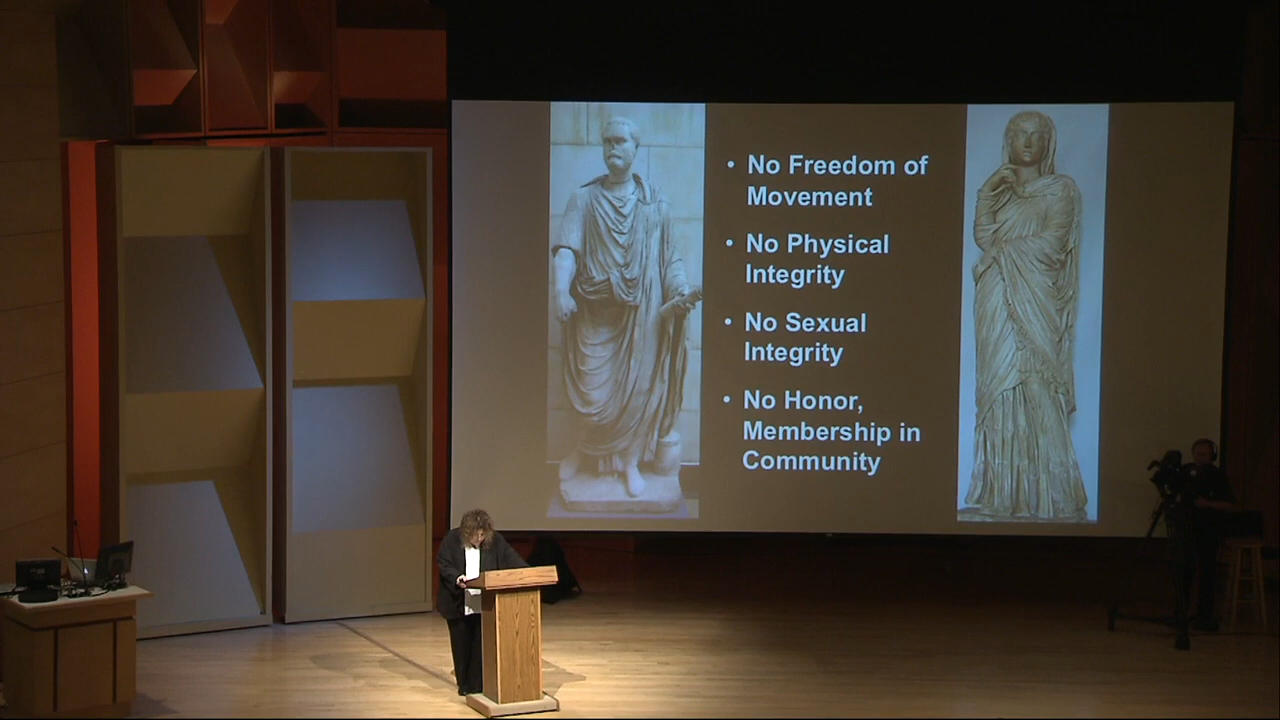 • No Freedom of
Movement
• No Physical
Integrity
• No Sexual
Integrity
• No Honor,
Membership in
Community